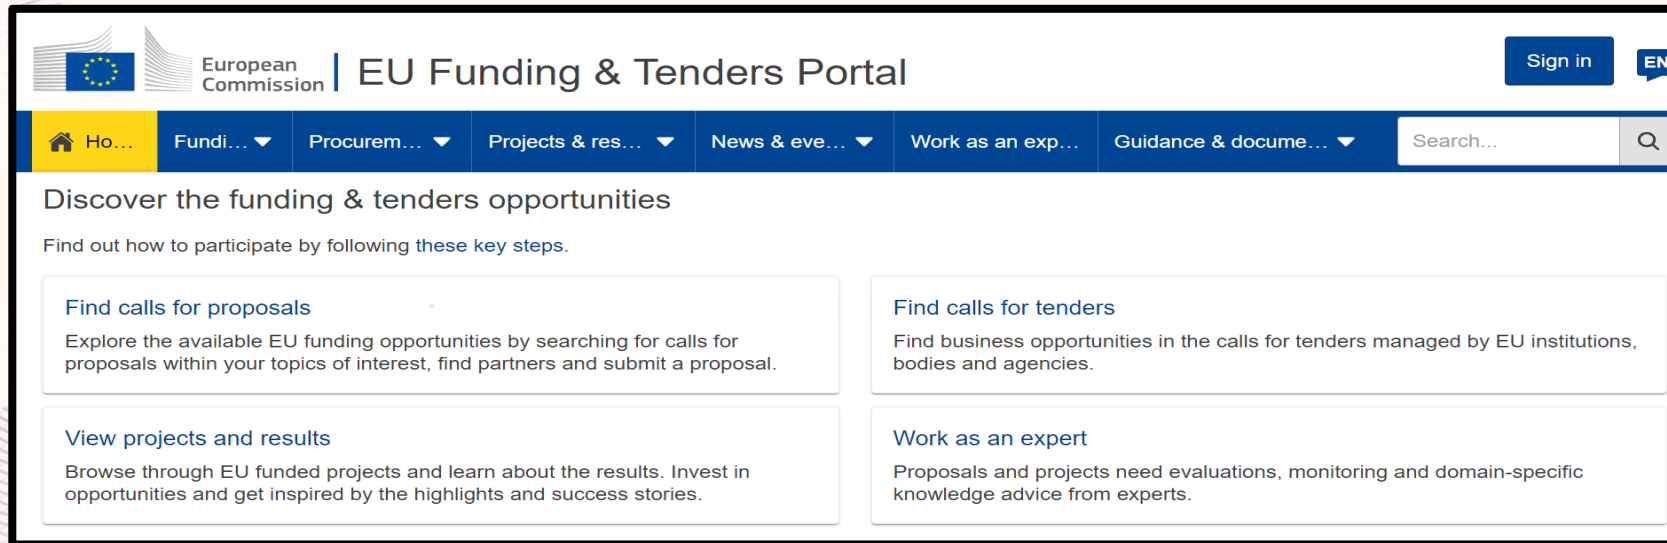 European
Commission
EU Funding & Tenders Portal
Sign in
EN
Ho...
Fundi...
Procurem...
Projects & res...
News & eve...
Work as an exp...
Guidance & docume...
Search...
Discover the funding & tenders opportunities
Find out how to participate by following these key steps.
Find calls for proposals
Explore the available EU funding opportunities by searching for calls for
proposals within your topics of interest, find partners and submit a proposal.
Find calls for tenders
Find business opportunities in the calls for tenders managed by EU institutions,
bodies and agencies.
View projects and results
Browse through EU funded projects and learn about the results. Invest in
opportunities and get inspired by the highlights and success stories.
Work as an expert
Proposals and projects need evaluations, monitoring and domain-specific
knowledge advice from experts.